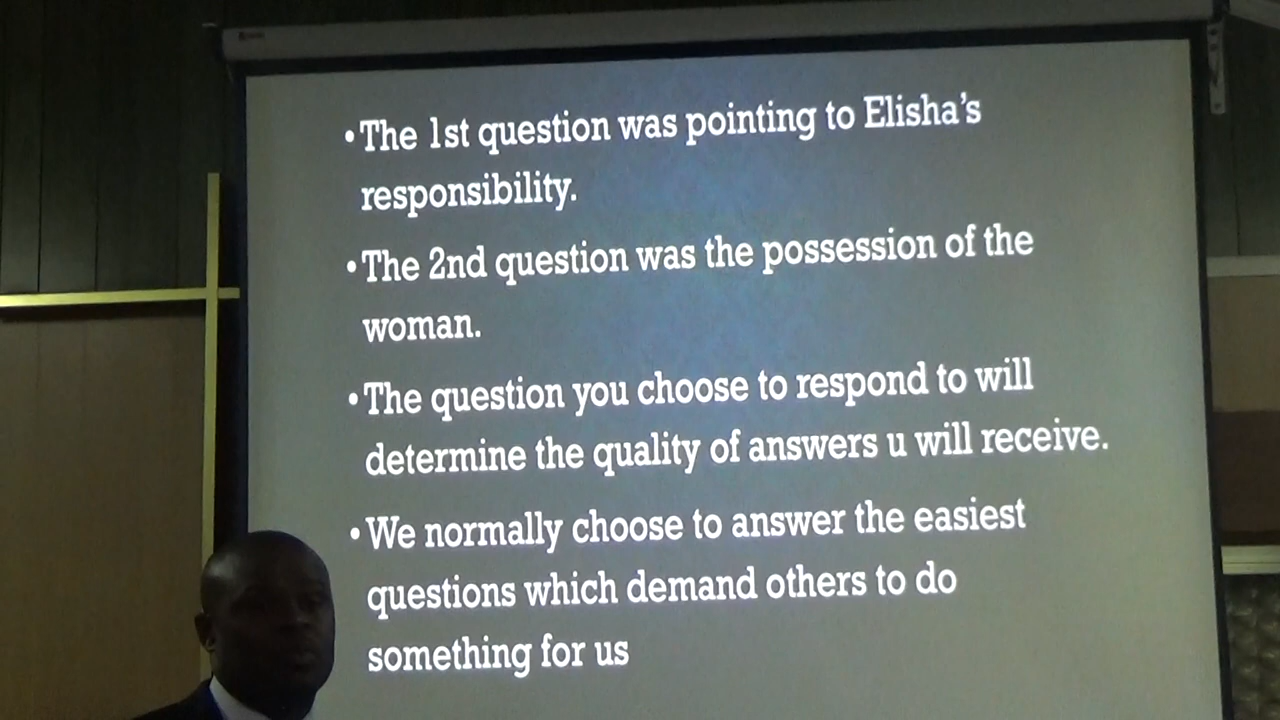 •The 1st question was pointing to Elisha's
responsibility.
•The 2nd question was the possession of the
woman.
•The question you choose to respond to will
determine the quality of answers u will receive.
•We normally choose to answer the easiest
questions which demand others to do
something for us